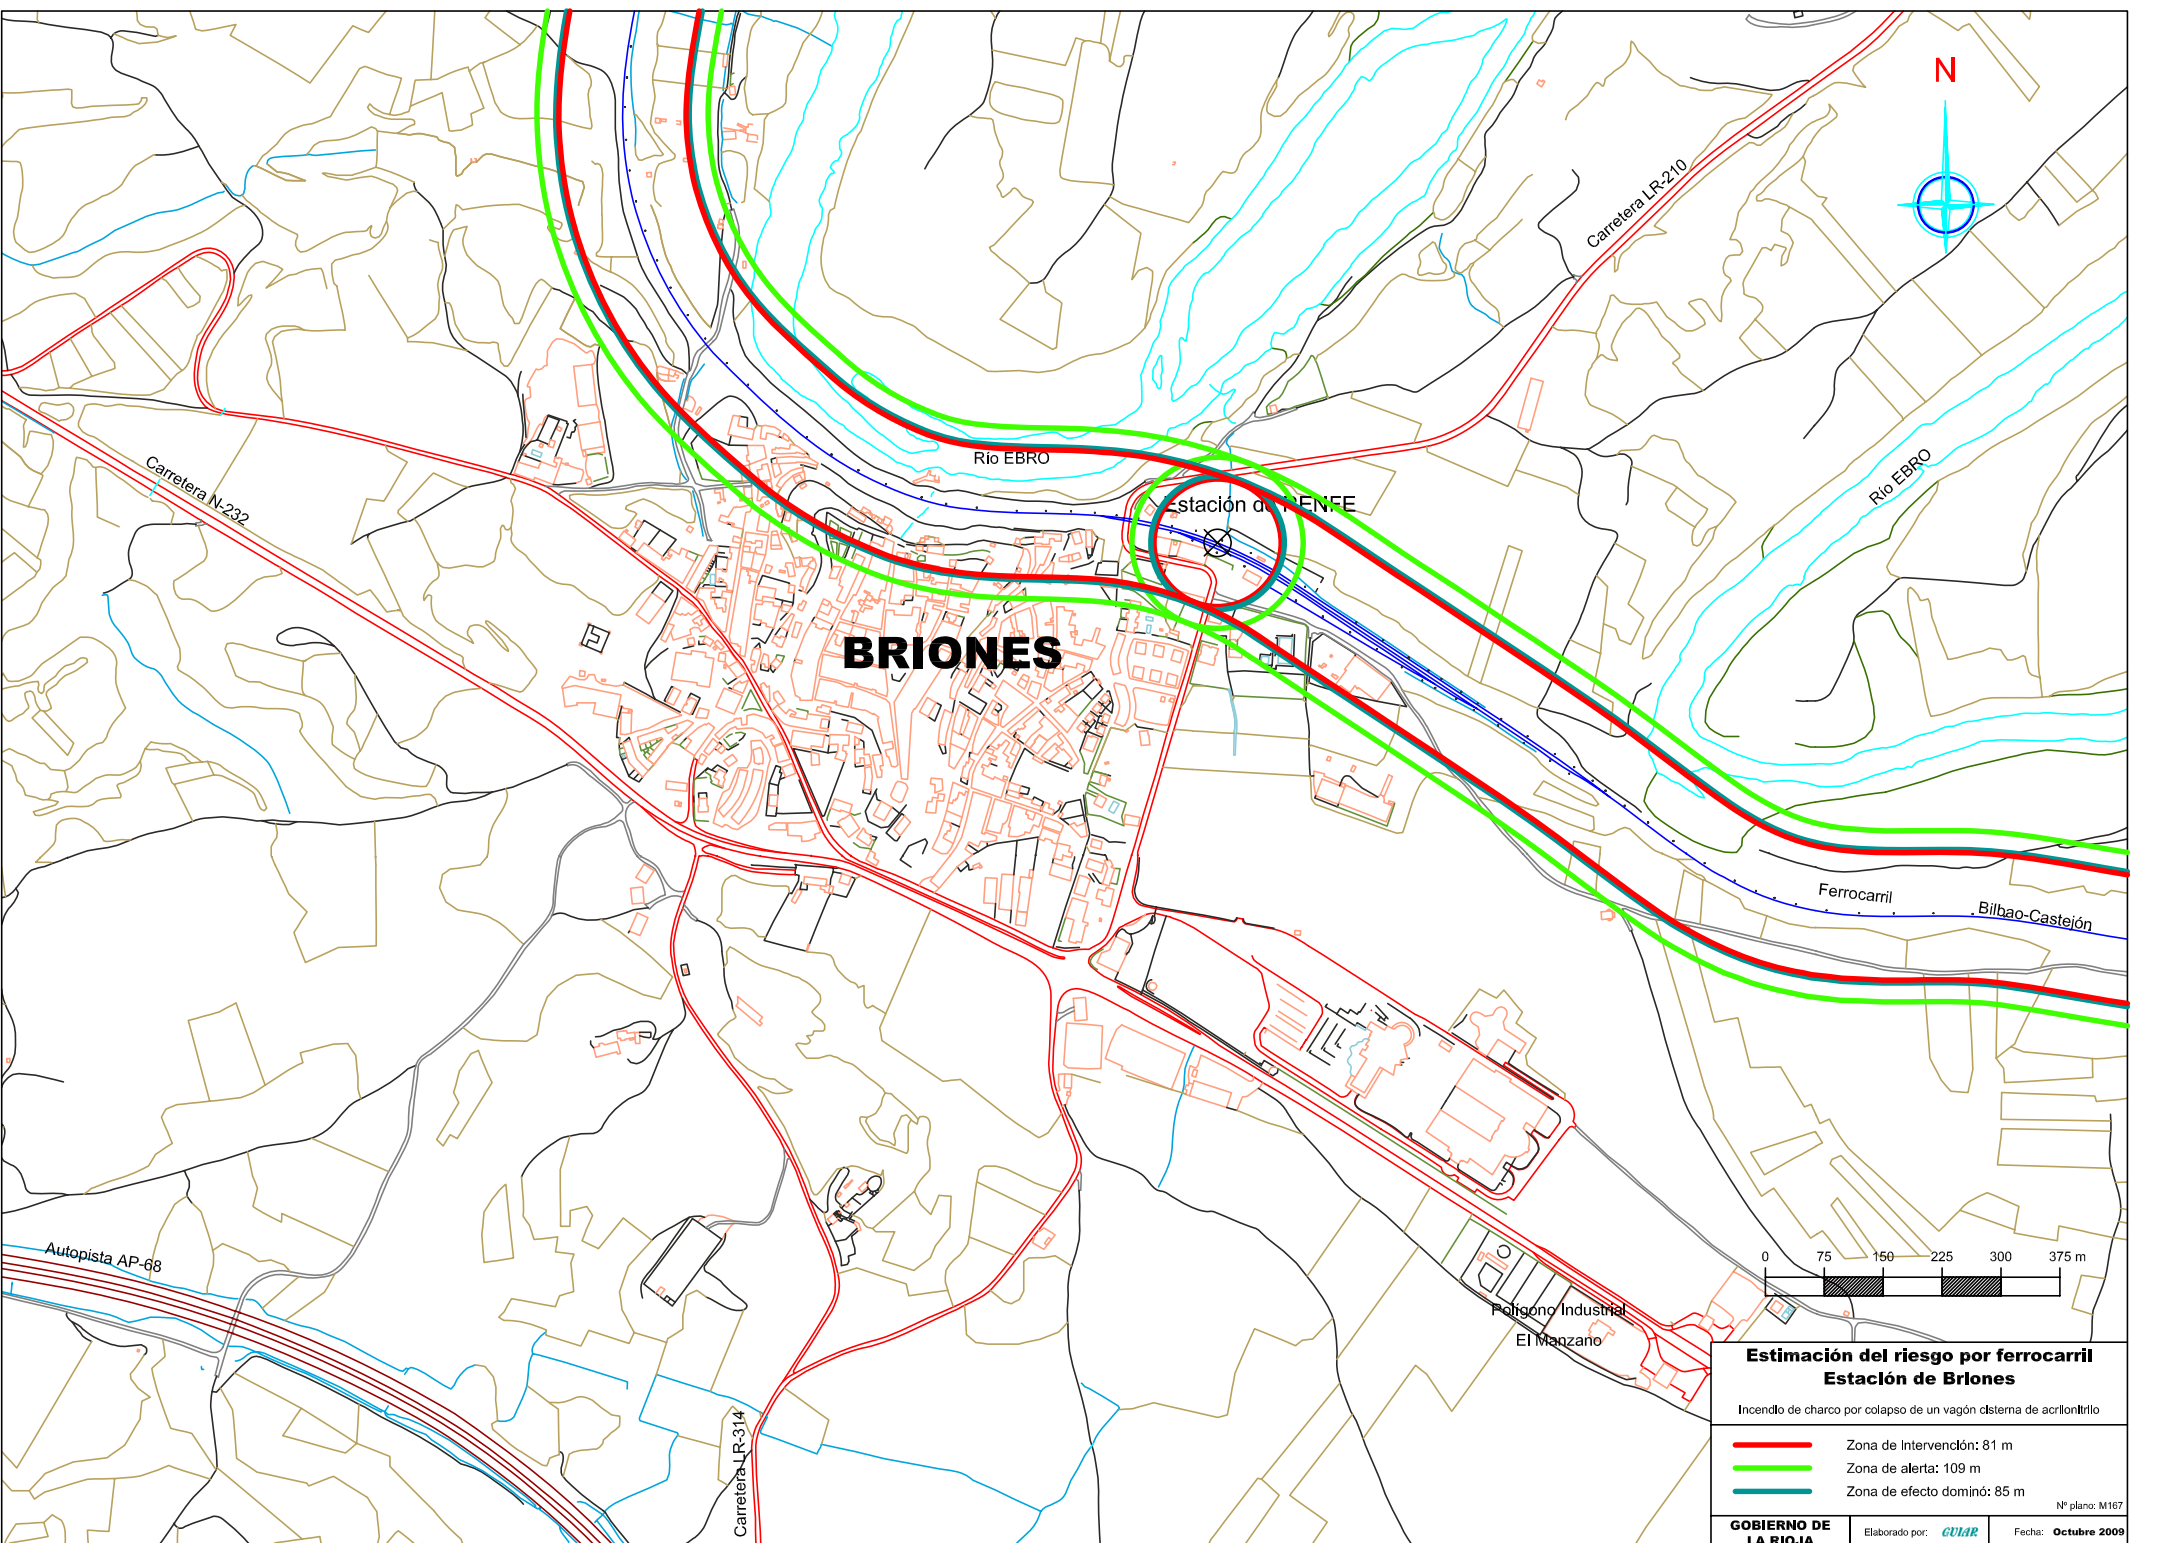 N
Carretera LR-210
Carretera N-232
Río EBRO
Río EBRO
Estación de RENFE
BRIONES
Ferrocarril
Bilbao-Castejón
Autopista AP-68
Carretera LR-314
Polígono Industrial
El Manzano
0 75 150 225 300 375 m
Estimación del riesgo por ferrocarril
Estación de Briones
Incendio de charco por colapso de un vagón cisterna de acrilonitrilo
Zona de Intervención: 81 m
Zona de alerta: 109 m
Zona de efecto dominó: 85 m
Nº plano: M167
GOBIERNO DE
LA RIOJA
Elaborado por: GUIAR
Fecha: Octubre 2009